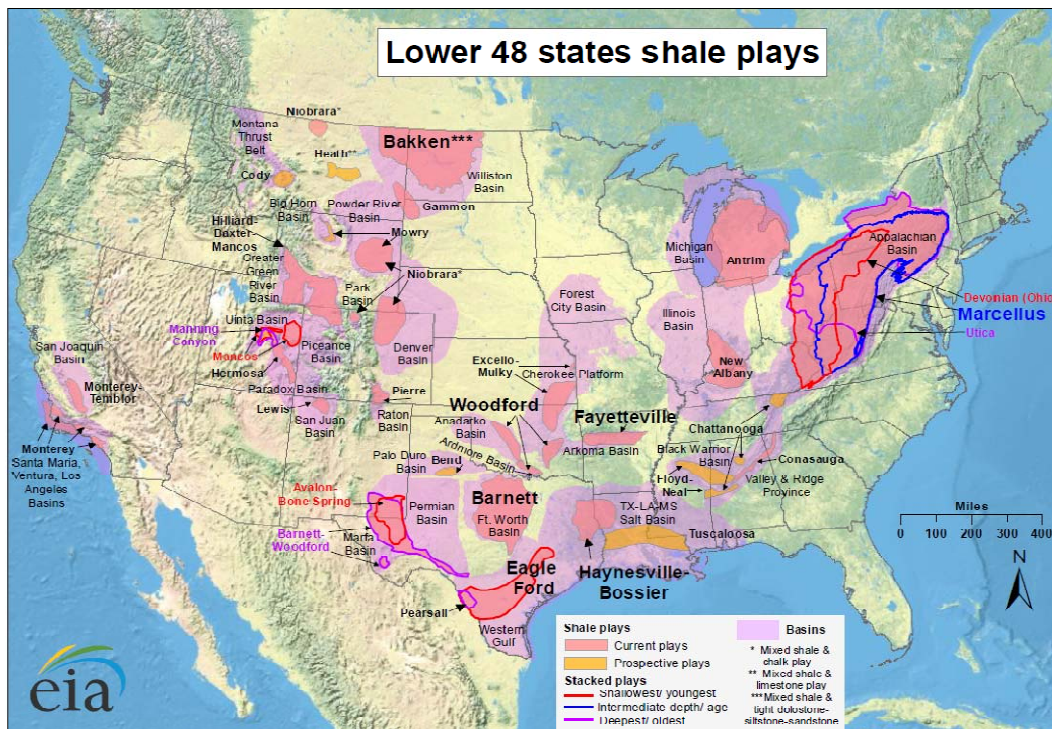 Lower 48 states shale plays
Niobrara*
Montana
Thrust
Belt
Bakken***
Heath**
Cody
Williston
Basin
Big Horn
Basin
Powder River
Basin
Gammon
Hilliard-
Baxter-
Mancos
Mowry
Greater
Green
River
Basin
Niobrara*
Park
Basin
Michigan
Basin
Antrim
Appalachian
Basin
Devonian (Ohio
Marcellus
Utica
Forest
City Basin
Illinois
Basin
Uinta Basin
Manning
Canyon
Mancos
Piceance
Basin
Denver
Basin
Hermosa
Paradox Basin
San Joaquin
Basin
Monterey-
Temblor
Excello-
Mulky
Cherokee Platform
New
Albany
Pierre
Lewis
San Juan
Basin
Raton
Basin
Woodford
Anadarko
Basin
Fayetteville
Chattanooga
Monterey
Santa Maria,
Ventura, Los
Angeles
Basins
Palo Duro
Basin
Bend
Ardmore Basin
Arkoma Basin
Black Warrior
Basin
Conasauga
Floyd-
Neal
Valley & Ridge
Province
Avalon-
Bone Spring
Permian
Basin
Barnett
Ft. Worth
Basin
TX-LA-MS
Salt Basin
Tuscaloosa
Barnett-
Woodford
Marfa
Basin
Eagle
Ford
Haynesville-
Bossier
Pearsall
Western
Gulf
Miles
0 100 200 300 400
N
Shale plays
Current plays
Prospective plays
Stacked plays
Shallowest/ youngest
Intermediate depth/ age
Deepest/ oldest
Basins
* Mixed shale &
chalk play
** Mixed shale &
limestone play
***Mixed shale &
tight dolostone-
siltstone-sandstone
eia